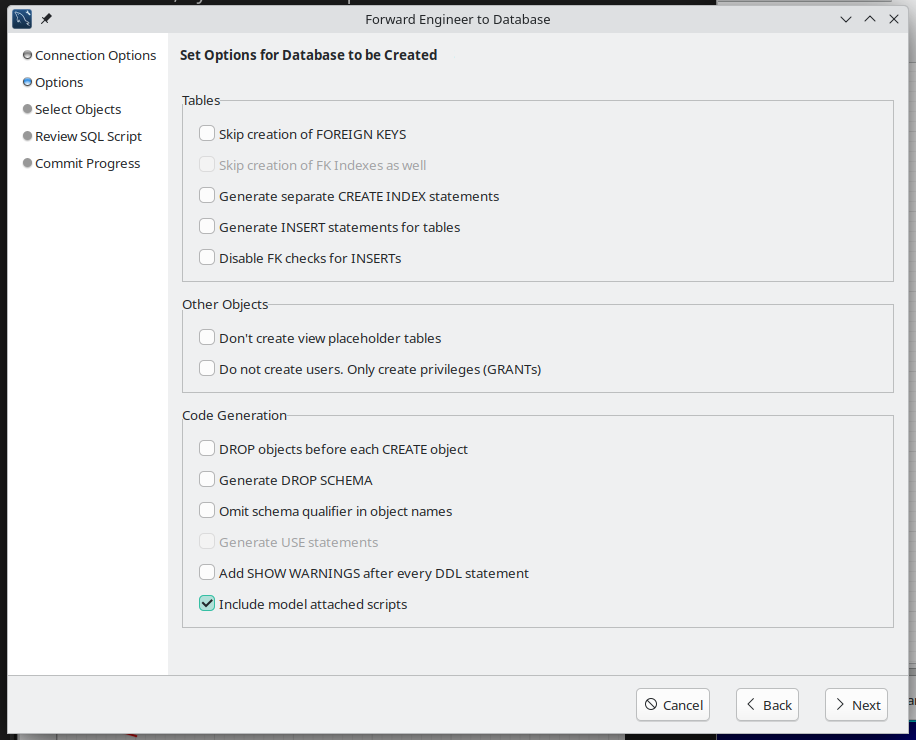 Forward Engineer to Database
Connection Options
Options
Select Objects
Review SQL Script
Commit Progress
Set Options for Database to be Created
Tables
Skip creation of FOREIGN KEYS
Skip creation of FK Indexes as well
Generate separate CREATE INDEX statements
Generate INSERT statements for tables
Disable FK checks for INSERTs
Other Objects
Don't create view placeholder tables
Do not create users. Only create privileges (GRANTs)
Code Generation
DROP objects before each CREATE object
Generate DROP SCHEMA
Omit schema qualifier in object names
Generate USE statements
Add SHOW WARNINGS after every DDL statement
Include model attached scripts
Cancel
Back
Next